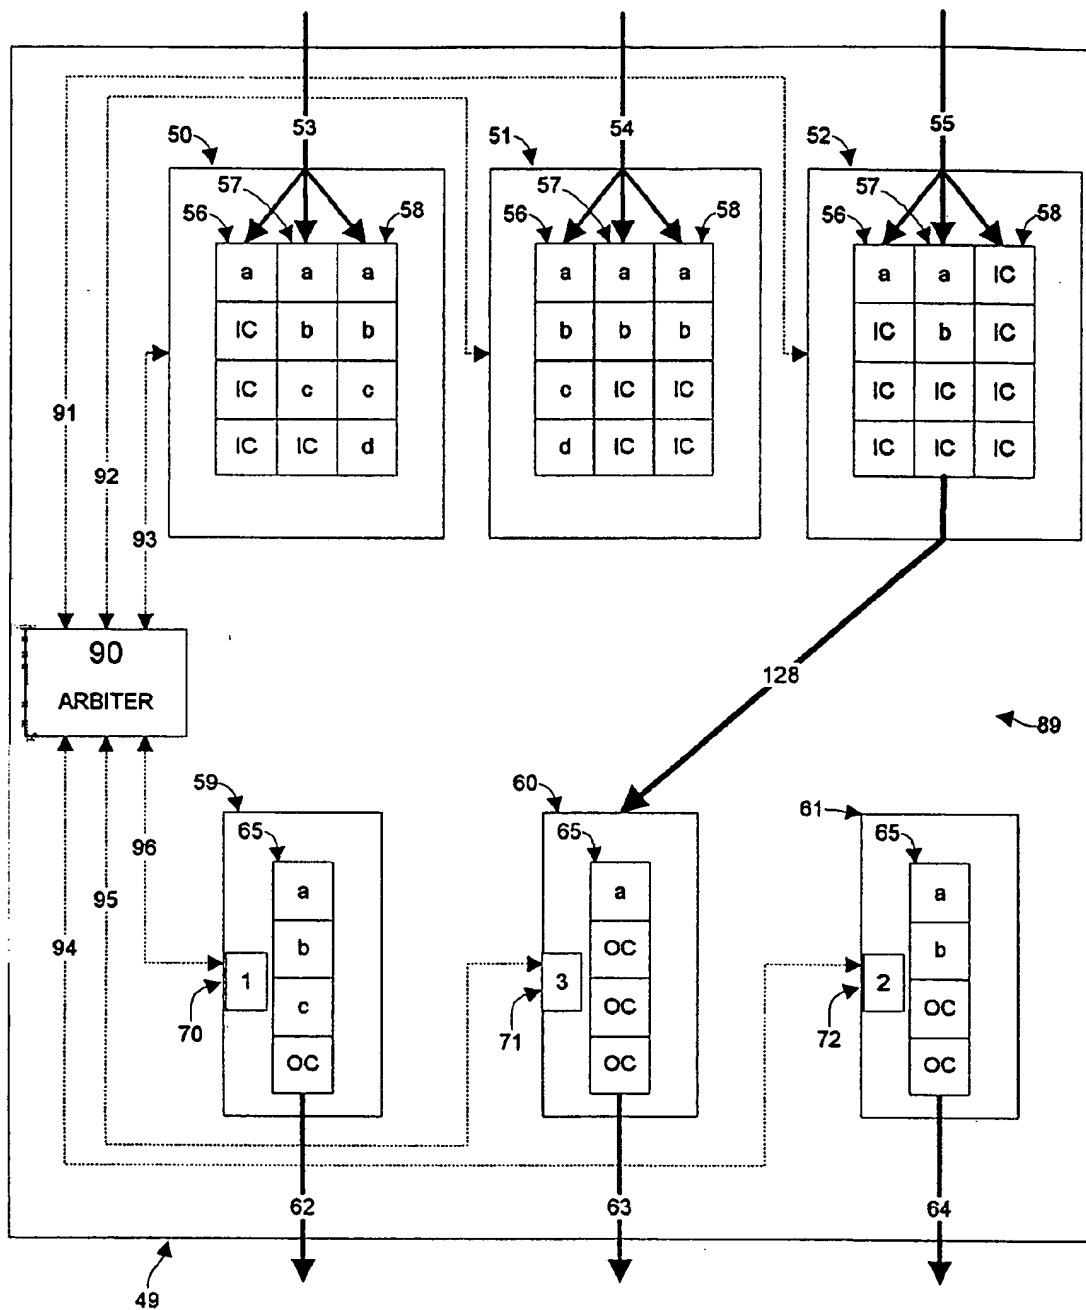 53
54
55
50
51
52
57
57
57
56
58
56
58
56
58
a a a
IC b b
IC c c
IC IC d
a a a
b b b
c IC IC
d IC IC
a a IC
IC b IC
IC IC IC
IC IC IC
91
92
93
90
ARBITER
128
89
59
60
61
65
65
65
96
95
94
a
b
c
OC
a
OC
OC
OC
a
b
OC
OC
1
3
2
70
71
72
62
63
64
49